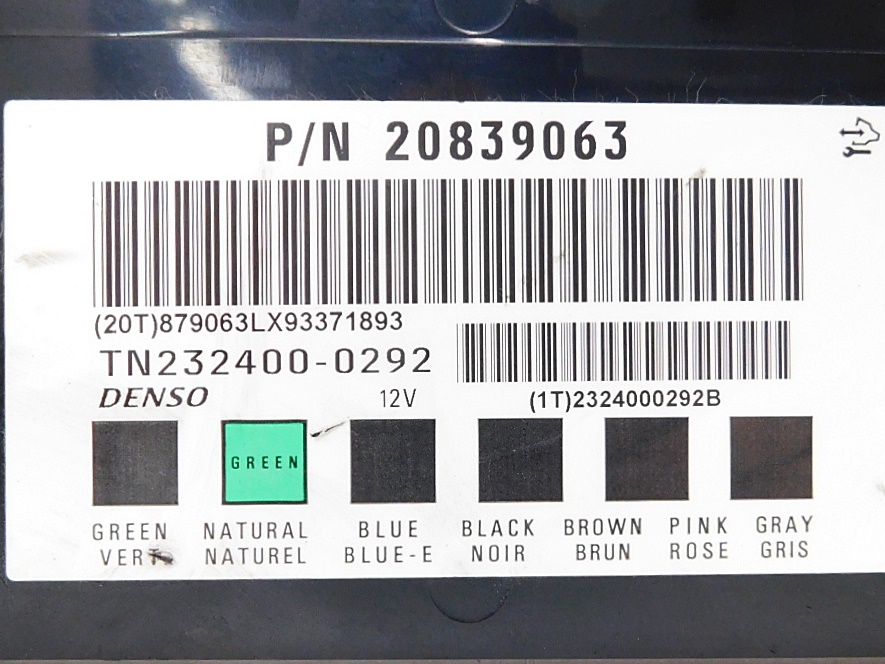 P/N 20839063
(20T)879063LX93371893
TN232400-0292
DENSO 12V
(1T)2324000292B
GREEN
GREEN NATURAL BLUE BLACK BROWN PINK GRAY
VERT NATUREL BLUE-E NOIR BRUN ROSE GRIS